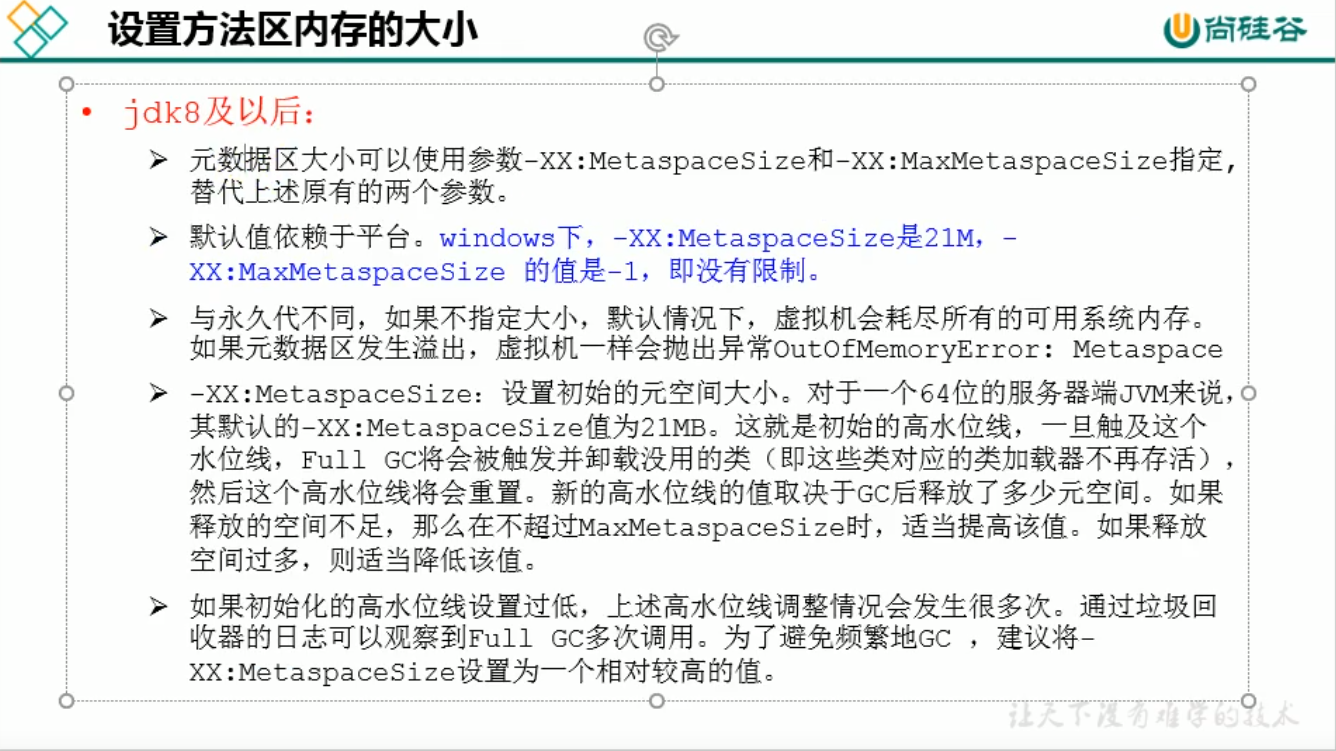 设置方法区内存的大小
尚硅谷
• jdk8及以后：
➢ 元数据区大小可以使用参数-XX:MetaspaceSize和-XX:MaxMetaspaceSize指定,
替代上述原有的两个参数。
➢ 默认值依赖于平台。windows下，-XX:MetaspaceSize是21M，-
XX:MaxMetaspaceSize 的值是-1，即没有限制。
➢ 与永久代不同，如果不指定大小，默认情况下，虚拟机会耗尽所有的可用系统内存。
如果元数据区发生溢出，虚拟机一样会抛出异常OutOfMemoryError: Metaspace
➢ -XX:MetaspaceSize：设置初始的元空间大小。对于一个64位的服务器端JVM来说，
其默认的-XX:MetaspaceSize值为21MB。这就是初始的高水位线，一旦触及这个
水位线，Full GC将会被触发并卸载没用的类（即这些类对应的类加载器不再存活），
然后这个高水位线将会重置。新的高水位线的值取决于GC后释放了多少元空间。如果
释放的空间不足，那么在不超过MaxMetaspaceSize时，适当提高该值。如果释放
空间过多，则适当降低该值。
➢ 如果初始化的高水位线设置过低，上述高水位线调整情况会发生很多次。通过垃圾回
收器的日志可以观察到Full GC多次调用。为了避免频繁地GC ，建议将-
XX:MetaspaceSize设置为一个相对较高的值。
让天下没有难学的技术